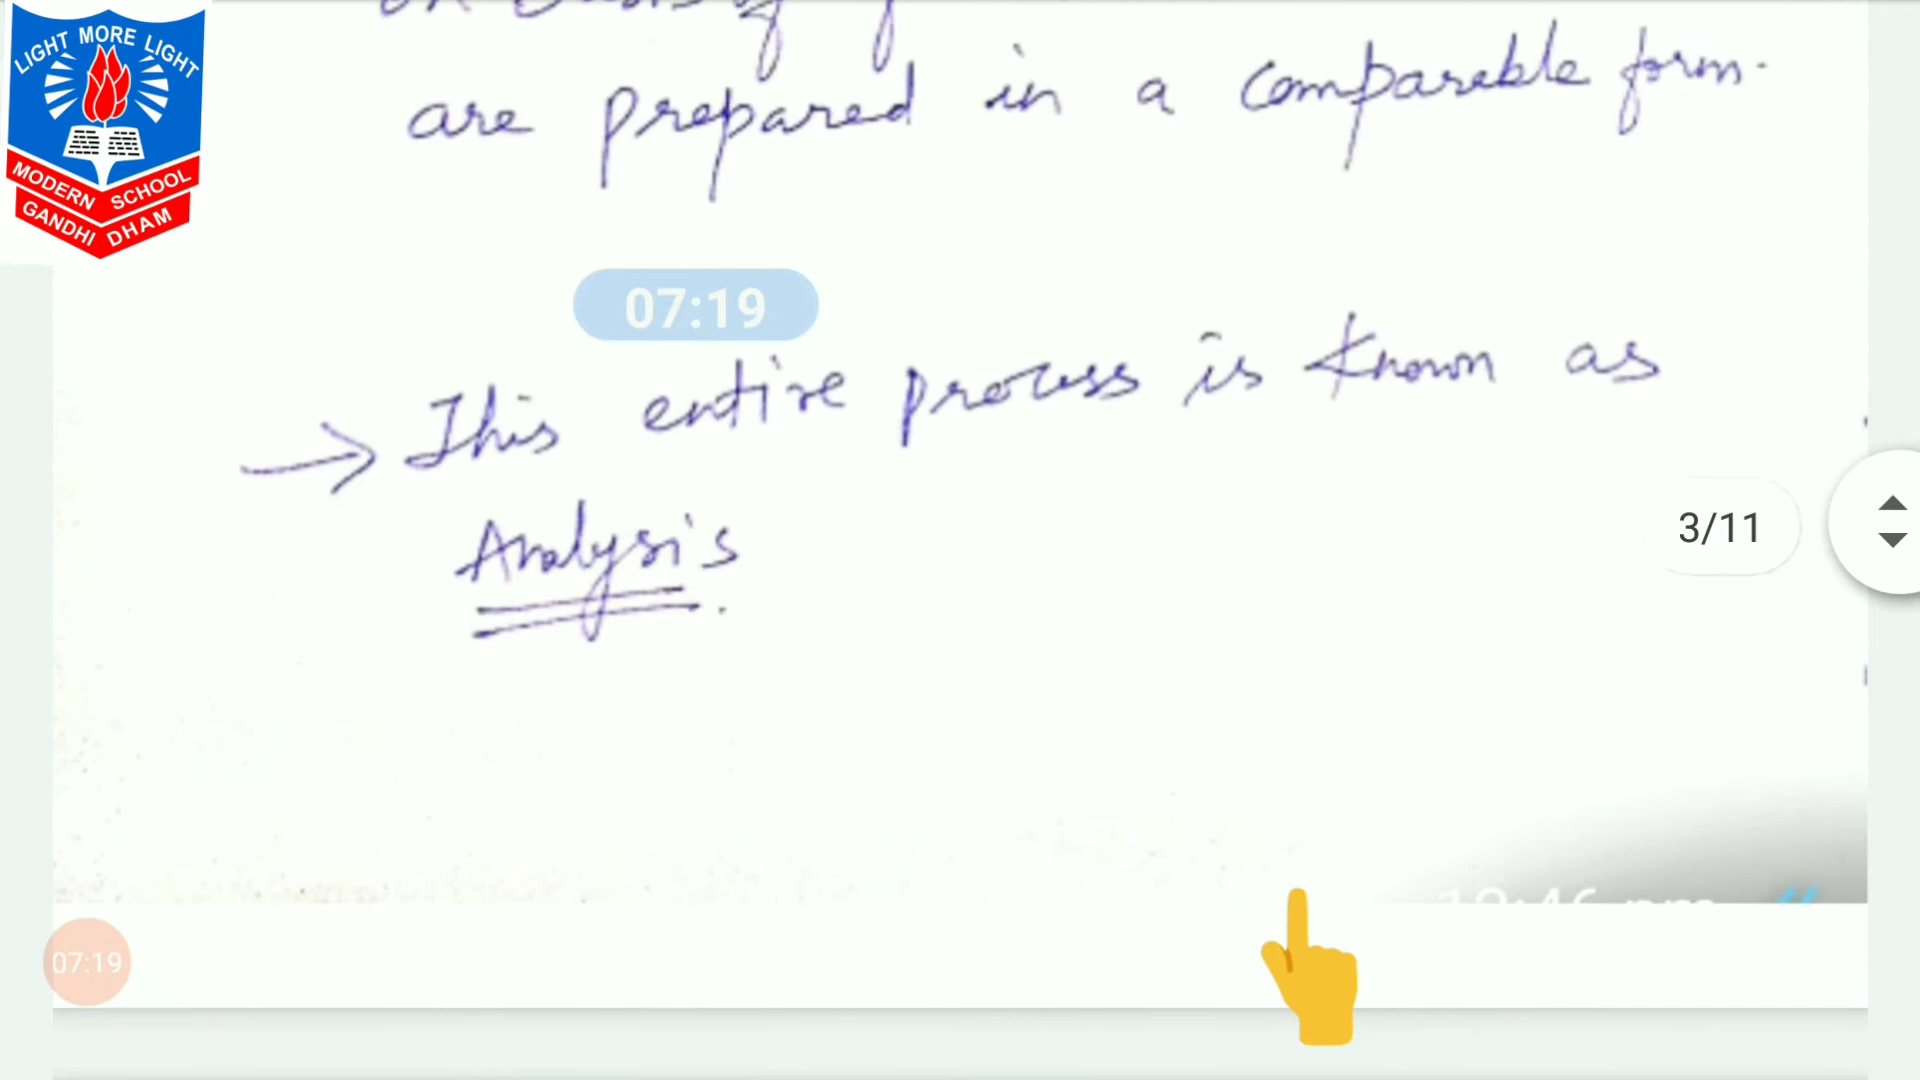 LIGHT MORE LIGHT
MODERN SCHOOL
GANDHI DHAM
are prepared in a comparable form.
07:19
→ This entire process is known as
Analysis.
3/11
07:19